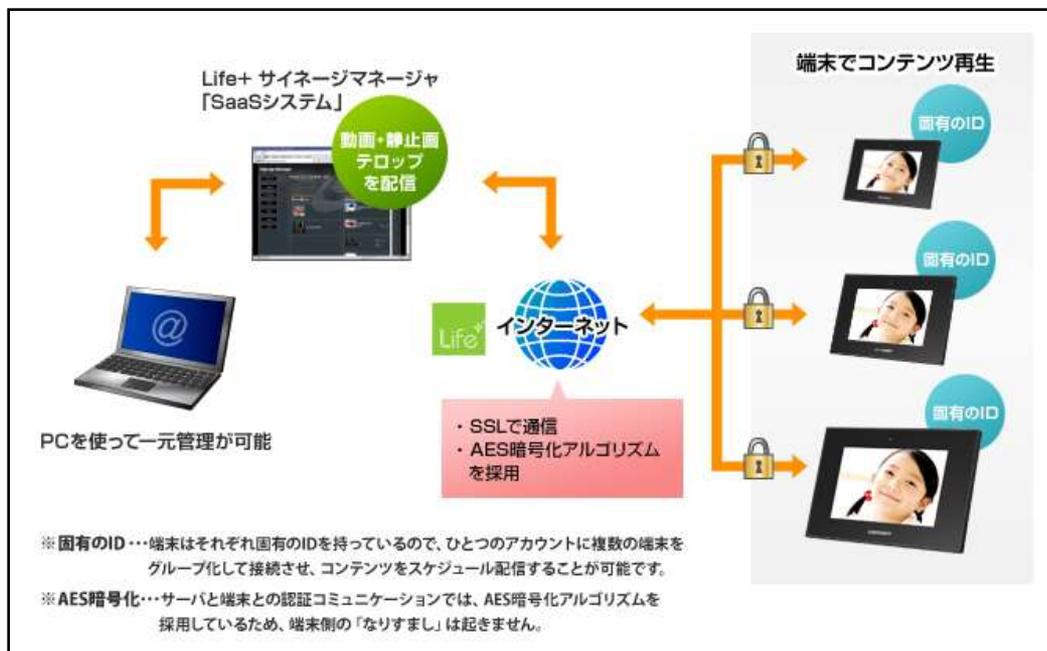 Life+ サイネージマネージャ
「SaaSシステム」
動画・静止画
テロップ
を配信
端末でコンテンツ再生
固有のID
固有のID
固有のID
@
Life+
インターネット
PCを使って一元管理が可能
・SSLで通信
・AES暗号化アルゴリズム
を採用
※固有のID・・・端末はそれぞれ固有のIDを持っているので、ひとつのアカウントに複数の端末を
グループ化して接続させ、コンテンツをスケジュール配信することが可能です。
※AES暗号化・・・サーバと端末との認証コミュニケーションでは、AES暗号化アルゴリズムを
採用しているため、端末側の「なりすまし」は起きません。